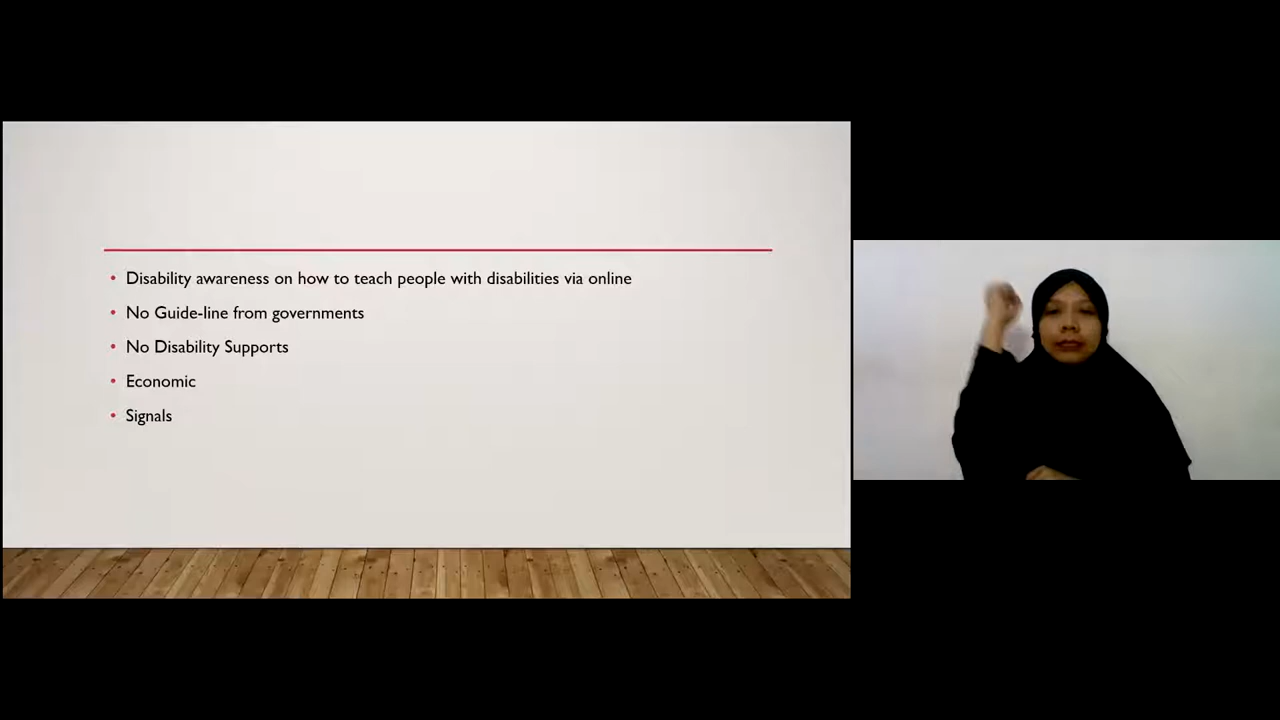 Disability awareness on how to teach people with disabilities via online
No Guide-line from governments
No Disability Supports
Economic
Signals